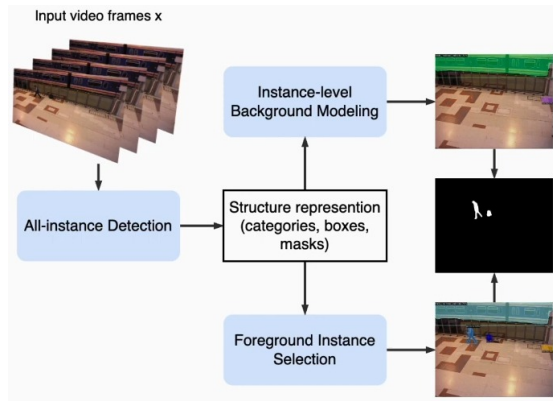 Input video frames x
Instance-level
Background Modeling
All-instance Detection
Structure represention
(categories, boxes,
masks)
Foreground Instance
Selection